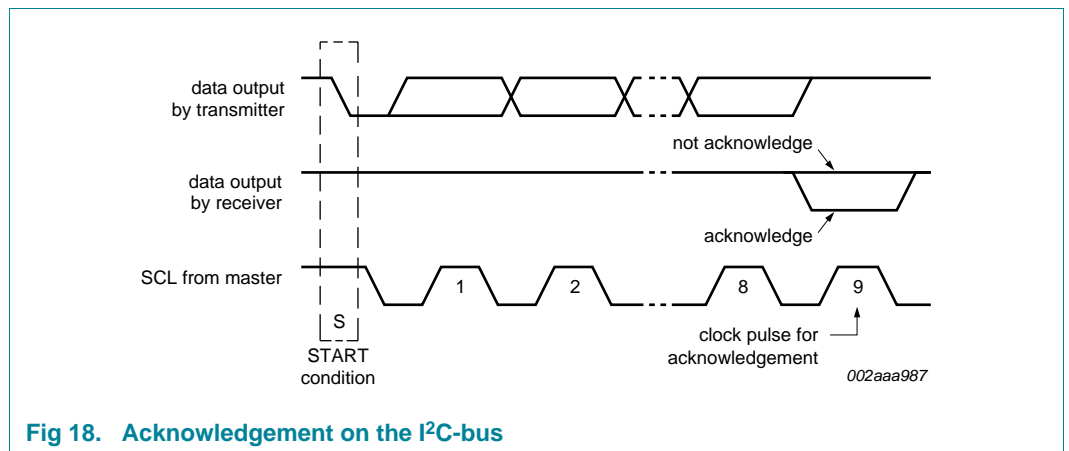 data output
by transmitter
not acknowledge
data output
by receiver
acknowledge
SCL from master
1
2
8
9
S
START
condition
clock pulse for
acknowledgement
002aaa987
Fig 18. Acknowledgement on the I²C-bus